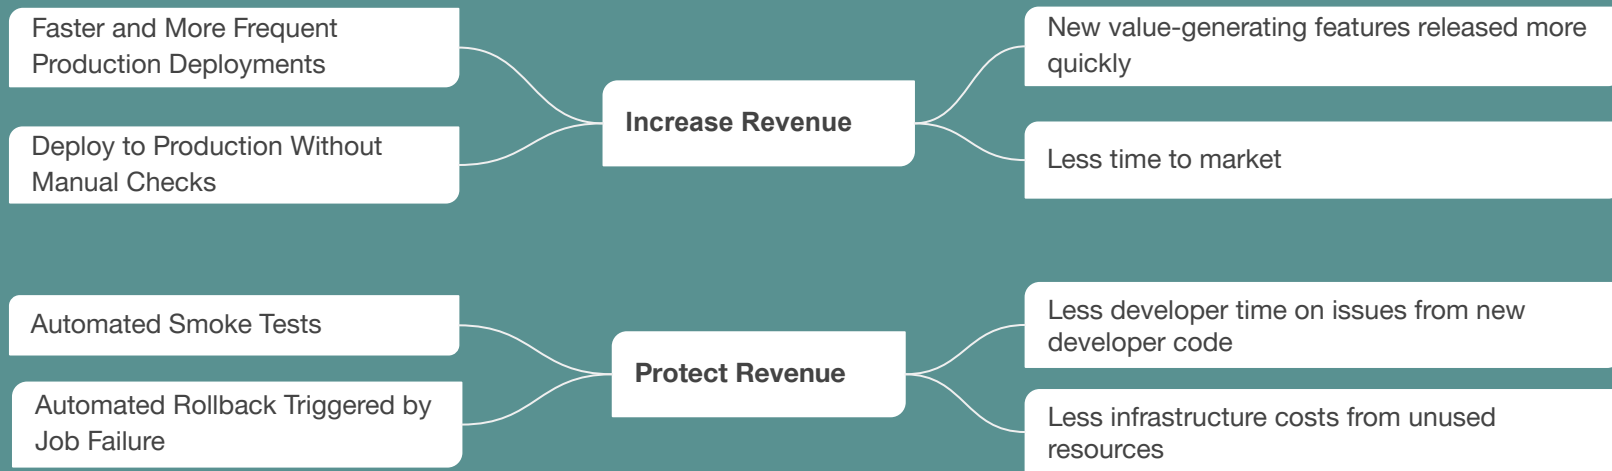 Faster and More Frequent
Production Deployments
Deploy to Production Without
Manual Checks
Increase Revenue
New value-generating features released more
quickly
Less time to market
Automated Smoke Tests
Automated Rollback Triggered by
Job Failure
Protect Revenue
Less developer time on issues from new
developer code
Less infrastructure costs from unused
resources